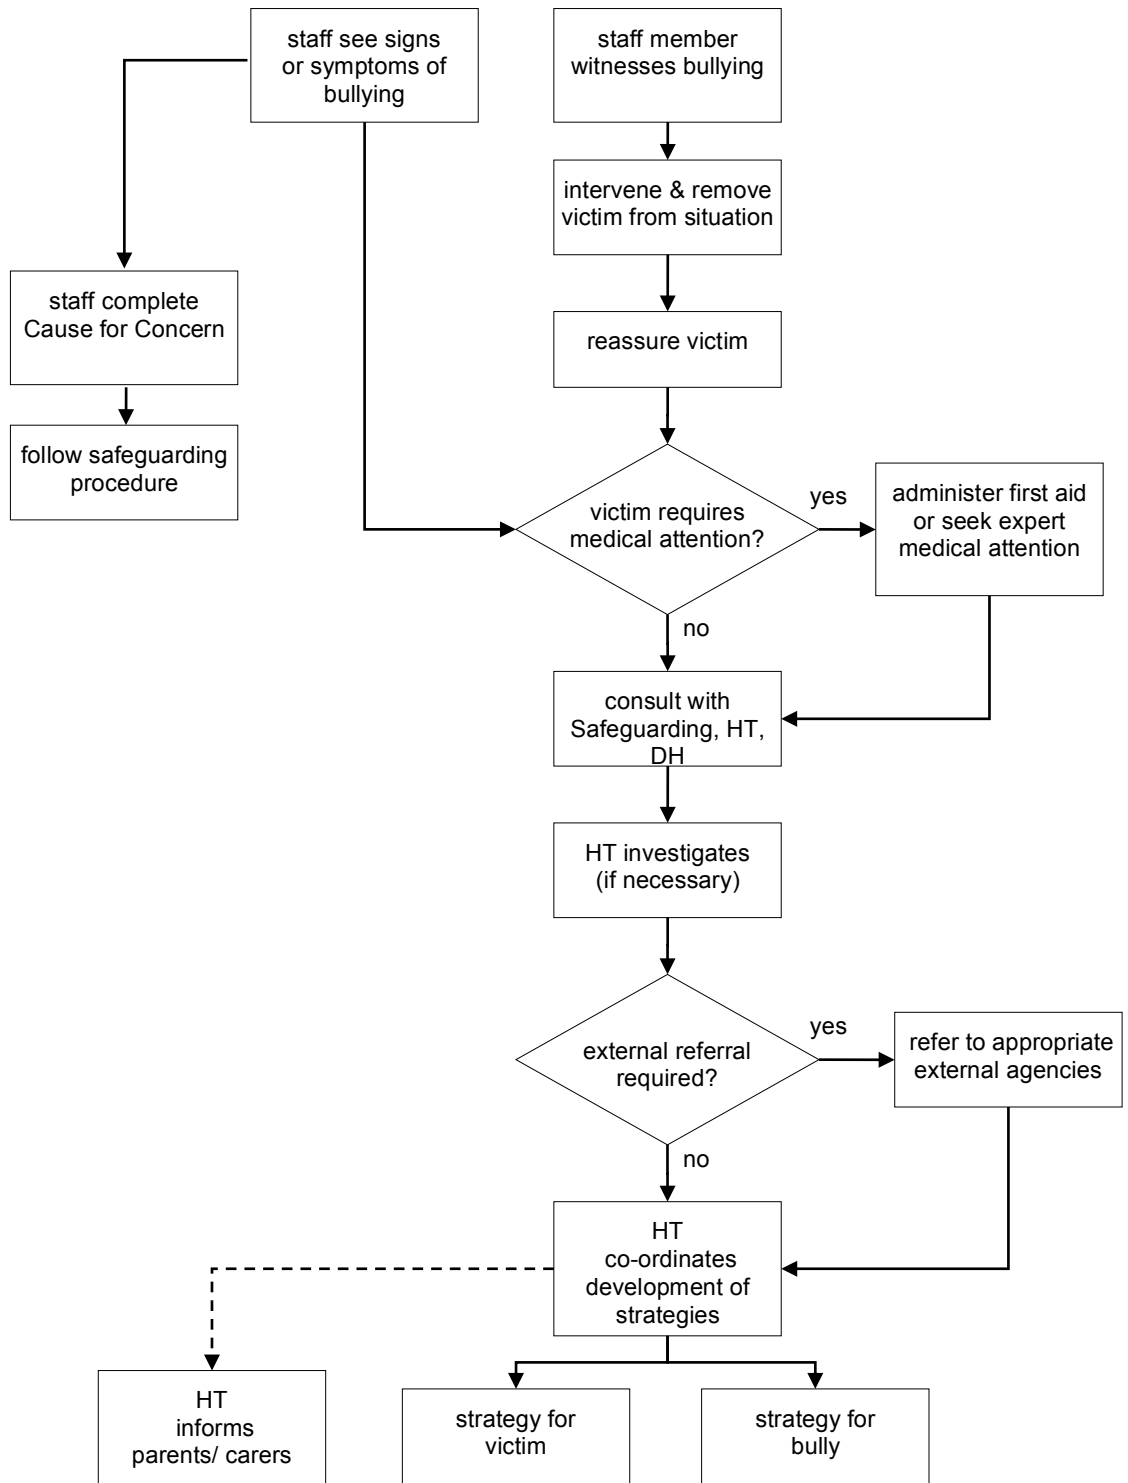 staff see signs
or symptoms of
bullying
staff member
witnesses bullying
intervene & remove
victim from situation
staff complete
Cause for Concern
reassure victim
follow safeguarding
procedure
victim requires
medical attention?
yes
administer first aid
or seek expert
medical attention
no
consult with
Safeguarding, HT,
DH
HT investigates
(if necessary)
external referral
required?
yes
refer to appropriate
external agencies
no
HT
co-ordinates
development of
strategies
HT
informs
parents/ carers
strategy for
victim
strategy for
bully